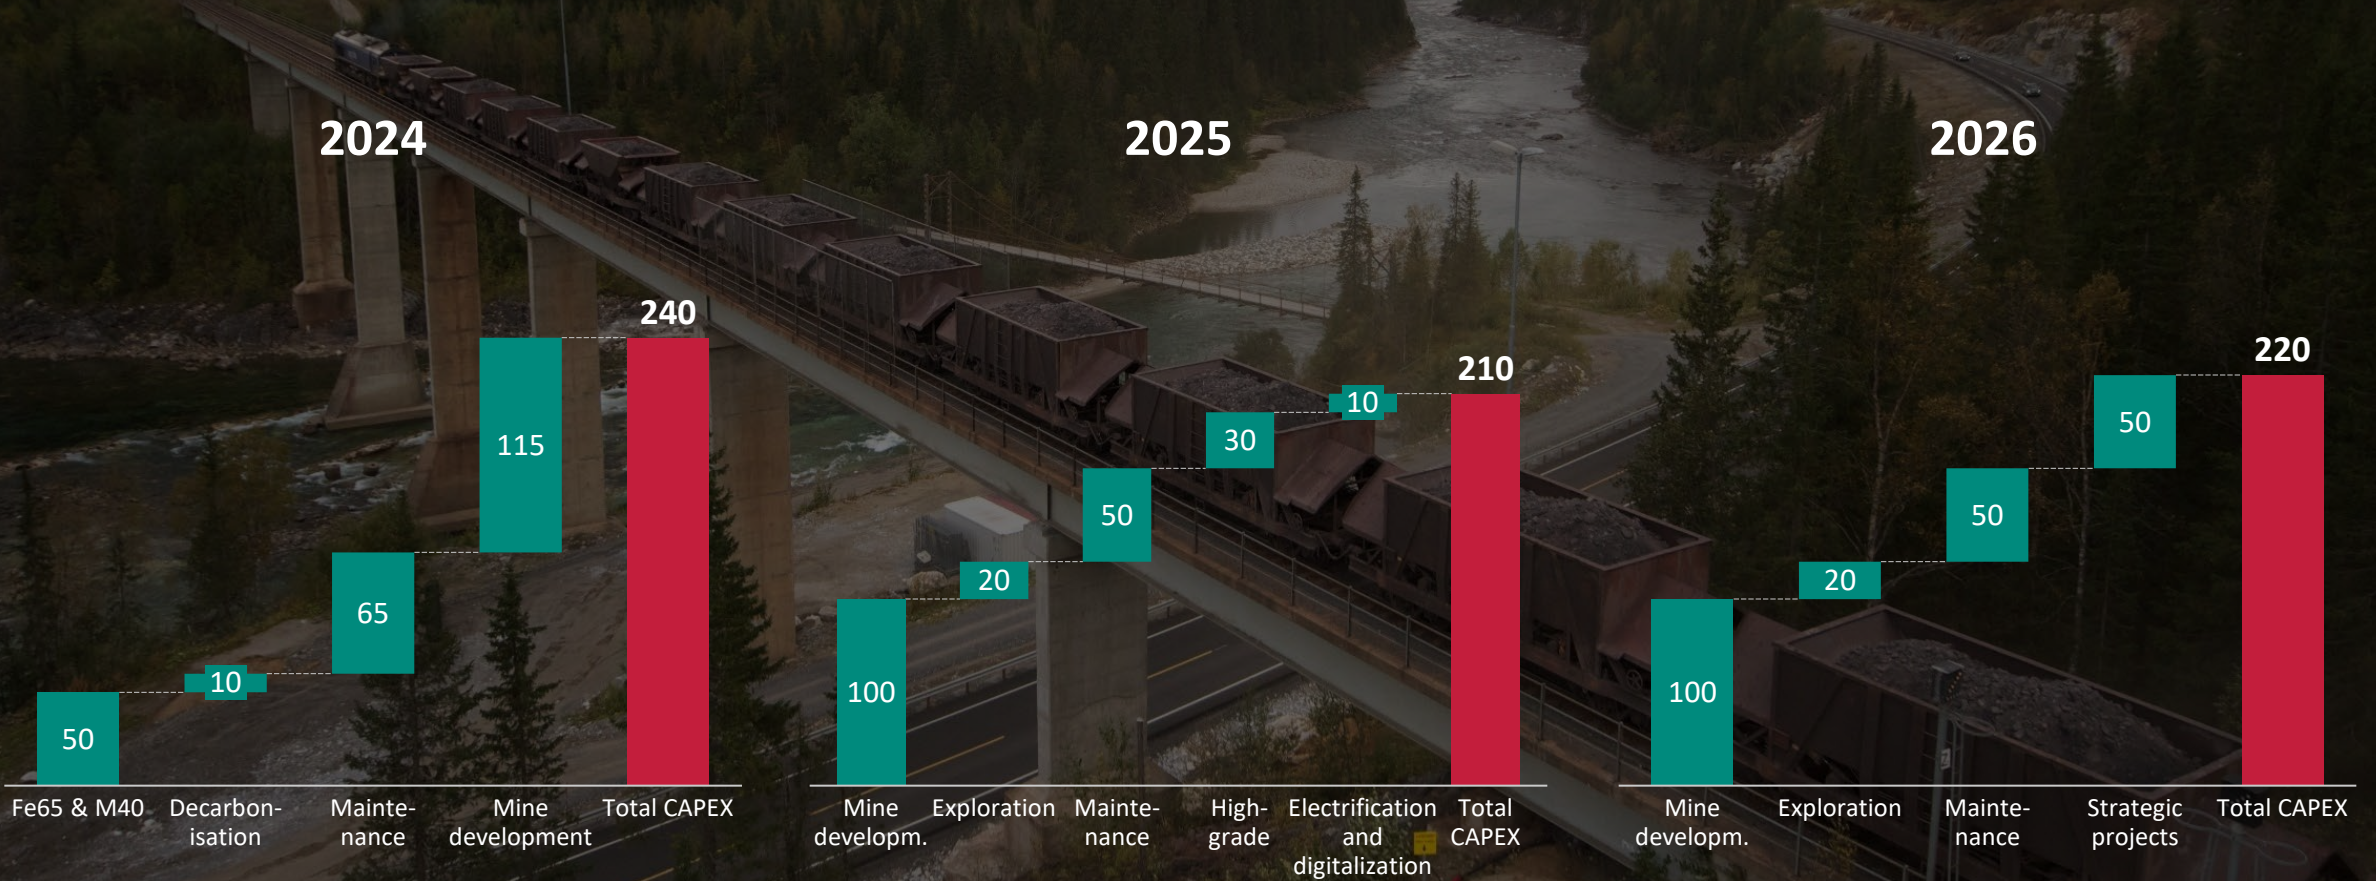 2024
240
115
65
10
50
Fe65 & M40
Decarbon-
isation
Mainte-
nance
Mine
development
Total CAPEX
2025
210
10
30
50
20
100
Mine
developm.
Exploration
Mainte-
nance
High-
grade
Electrification
and
digitalization
Total
CAPEX
2026
220
50
50
20
100
Mine
developm.
Exploration
Mainte-
nance
Strategic
projects
Total CAPEX